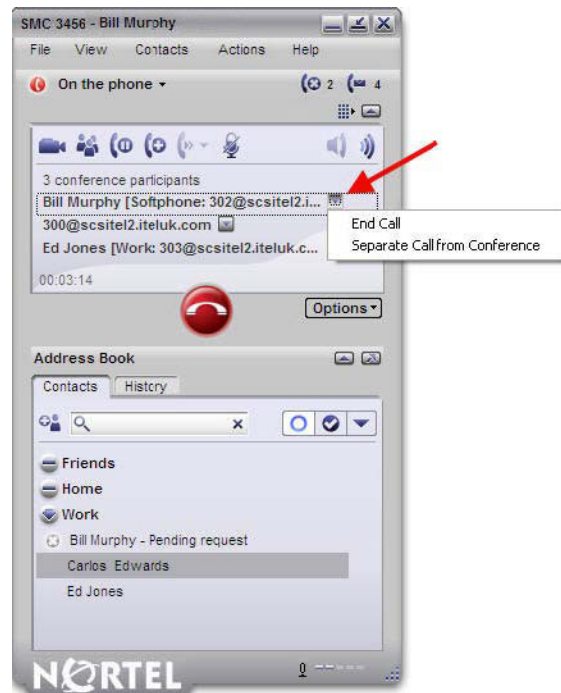 SMC 3456 - Bill Murphy
File View Contacts Actions Help
On the phone
2 4
3 conference participants
Bill Murphy [Softphone: 302@scsitel2.i...
300@scsitel2.iteluk.com
Ed Jones [Work: 303@scsitel2.iteluk.c...
End Call
Separate Call from Conference
00:03:14
Options
Address Book
Contacts History
Friends
Home
Work
Bill Murphy - Pending request
Carlos Edwards
Ed Jones
NORTEL